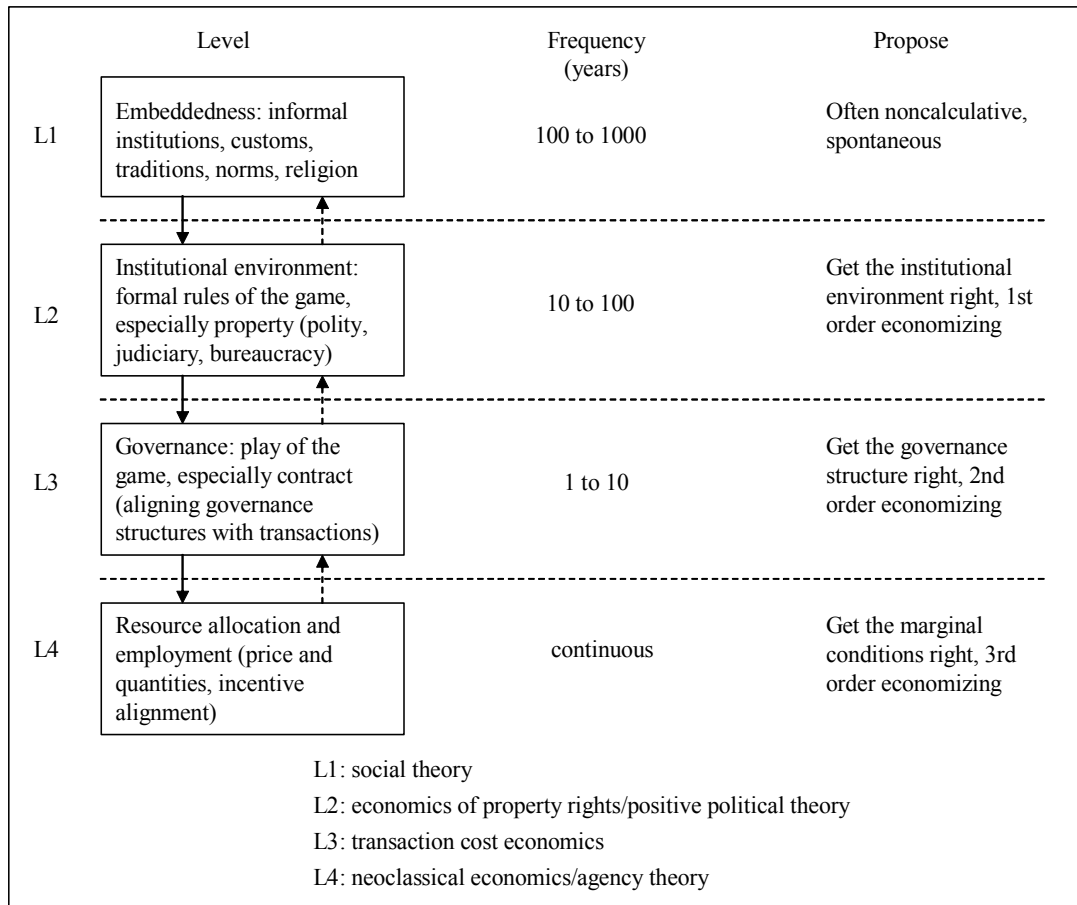 Level
Frequency
(years)
Propose
L1
Embeddedness: informal
institutions, customs,
traditions, norms, religion
100 to 1000
Often noncalculative,
spontaneous
L2
Institutional environment:
formal rules of the game,
especially property (polity,
judiciary, bureaucracy)
10 to 100
Get the institutional
environment right, 1st
order economizing
L3
Governance: play of the
game, especially contract
(aligning governance
structures with transactions)
1 to 10
Get the governance
structure right, 2nd
order economizing
L4
Resource allocation and
employment (price and
quantities, incentive
alignment)
continuous
Get the marginal
conditions right, 3rd
order economizing
L1: social theory
L2: economics of property rights/positive political theory
L3: transaction cost economics
L4: neoclassical economics/agency theory